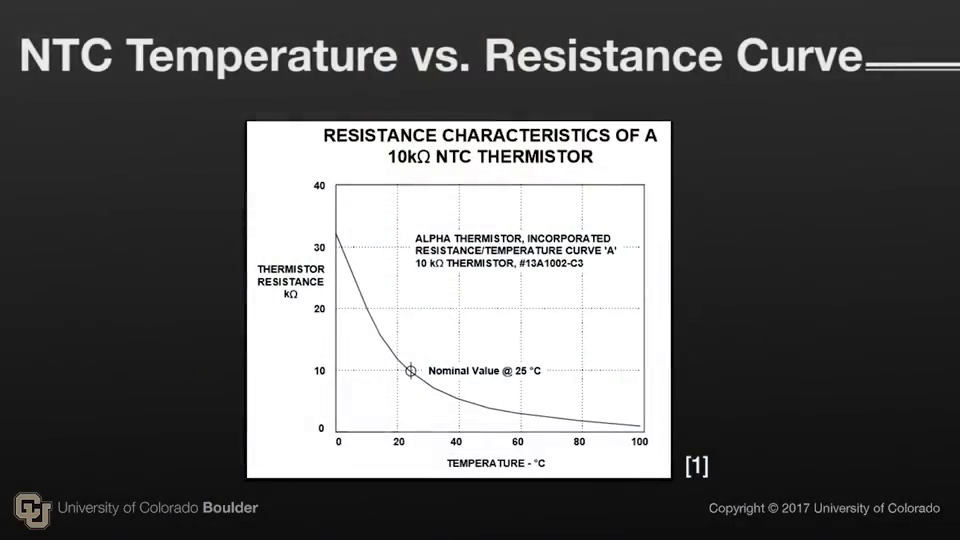 NTC Temperature vs. Resistance Curve
RESISTANCE CHARACTERISTICS OF A
10kΩ NTC THERMISTOR
40
30
20
10
0
THERMISTOR
RESISTANCE
kΩ
ALPHA THERMISTOR, INCORPORATED
RESISTANCE/TEMPERATURE CURVE 'A'
10 kΩ THERMISTOR, #13A1002-C3
Nominal Value @ 25 °C
0 20 40 60 80 100
TEMPERATURE - °C
[1]
CU
University of Colorado Boulder
Copyright © 2017 University of Colorado